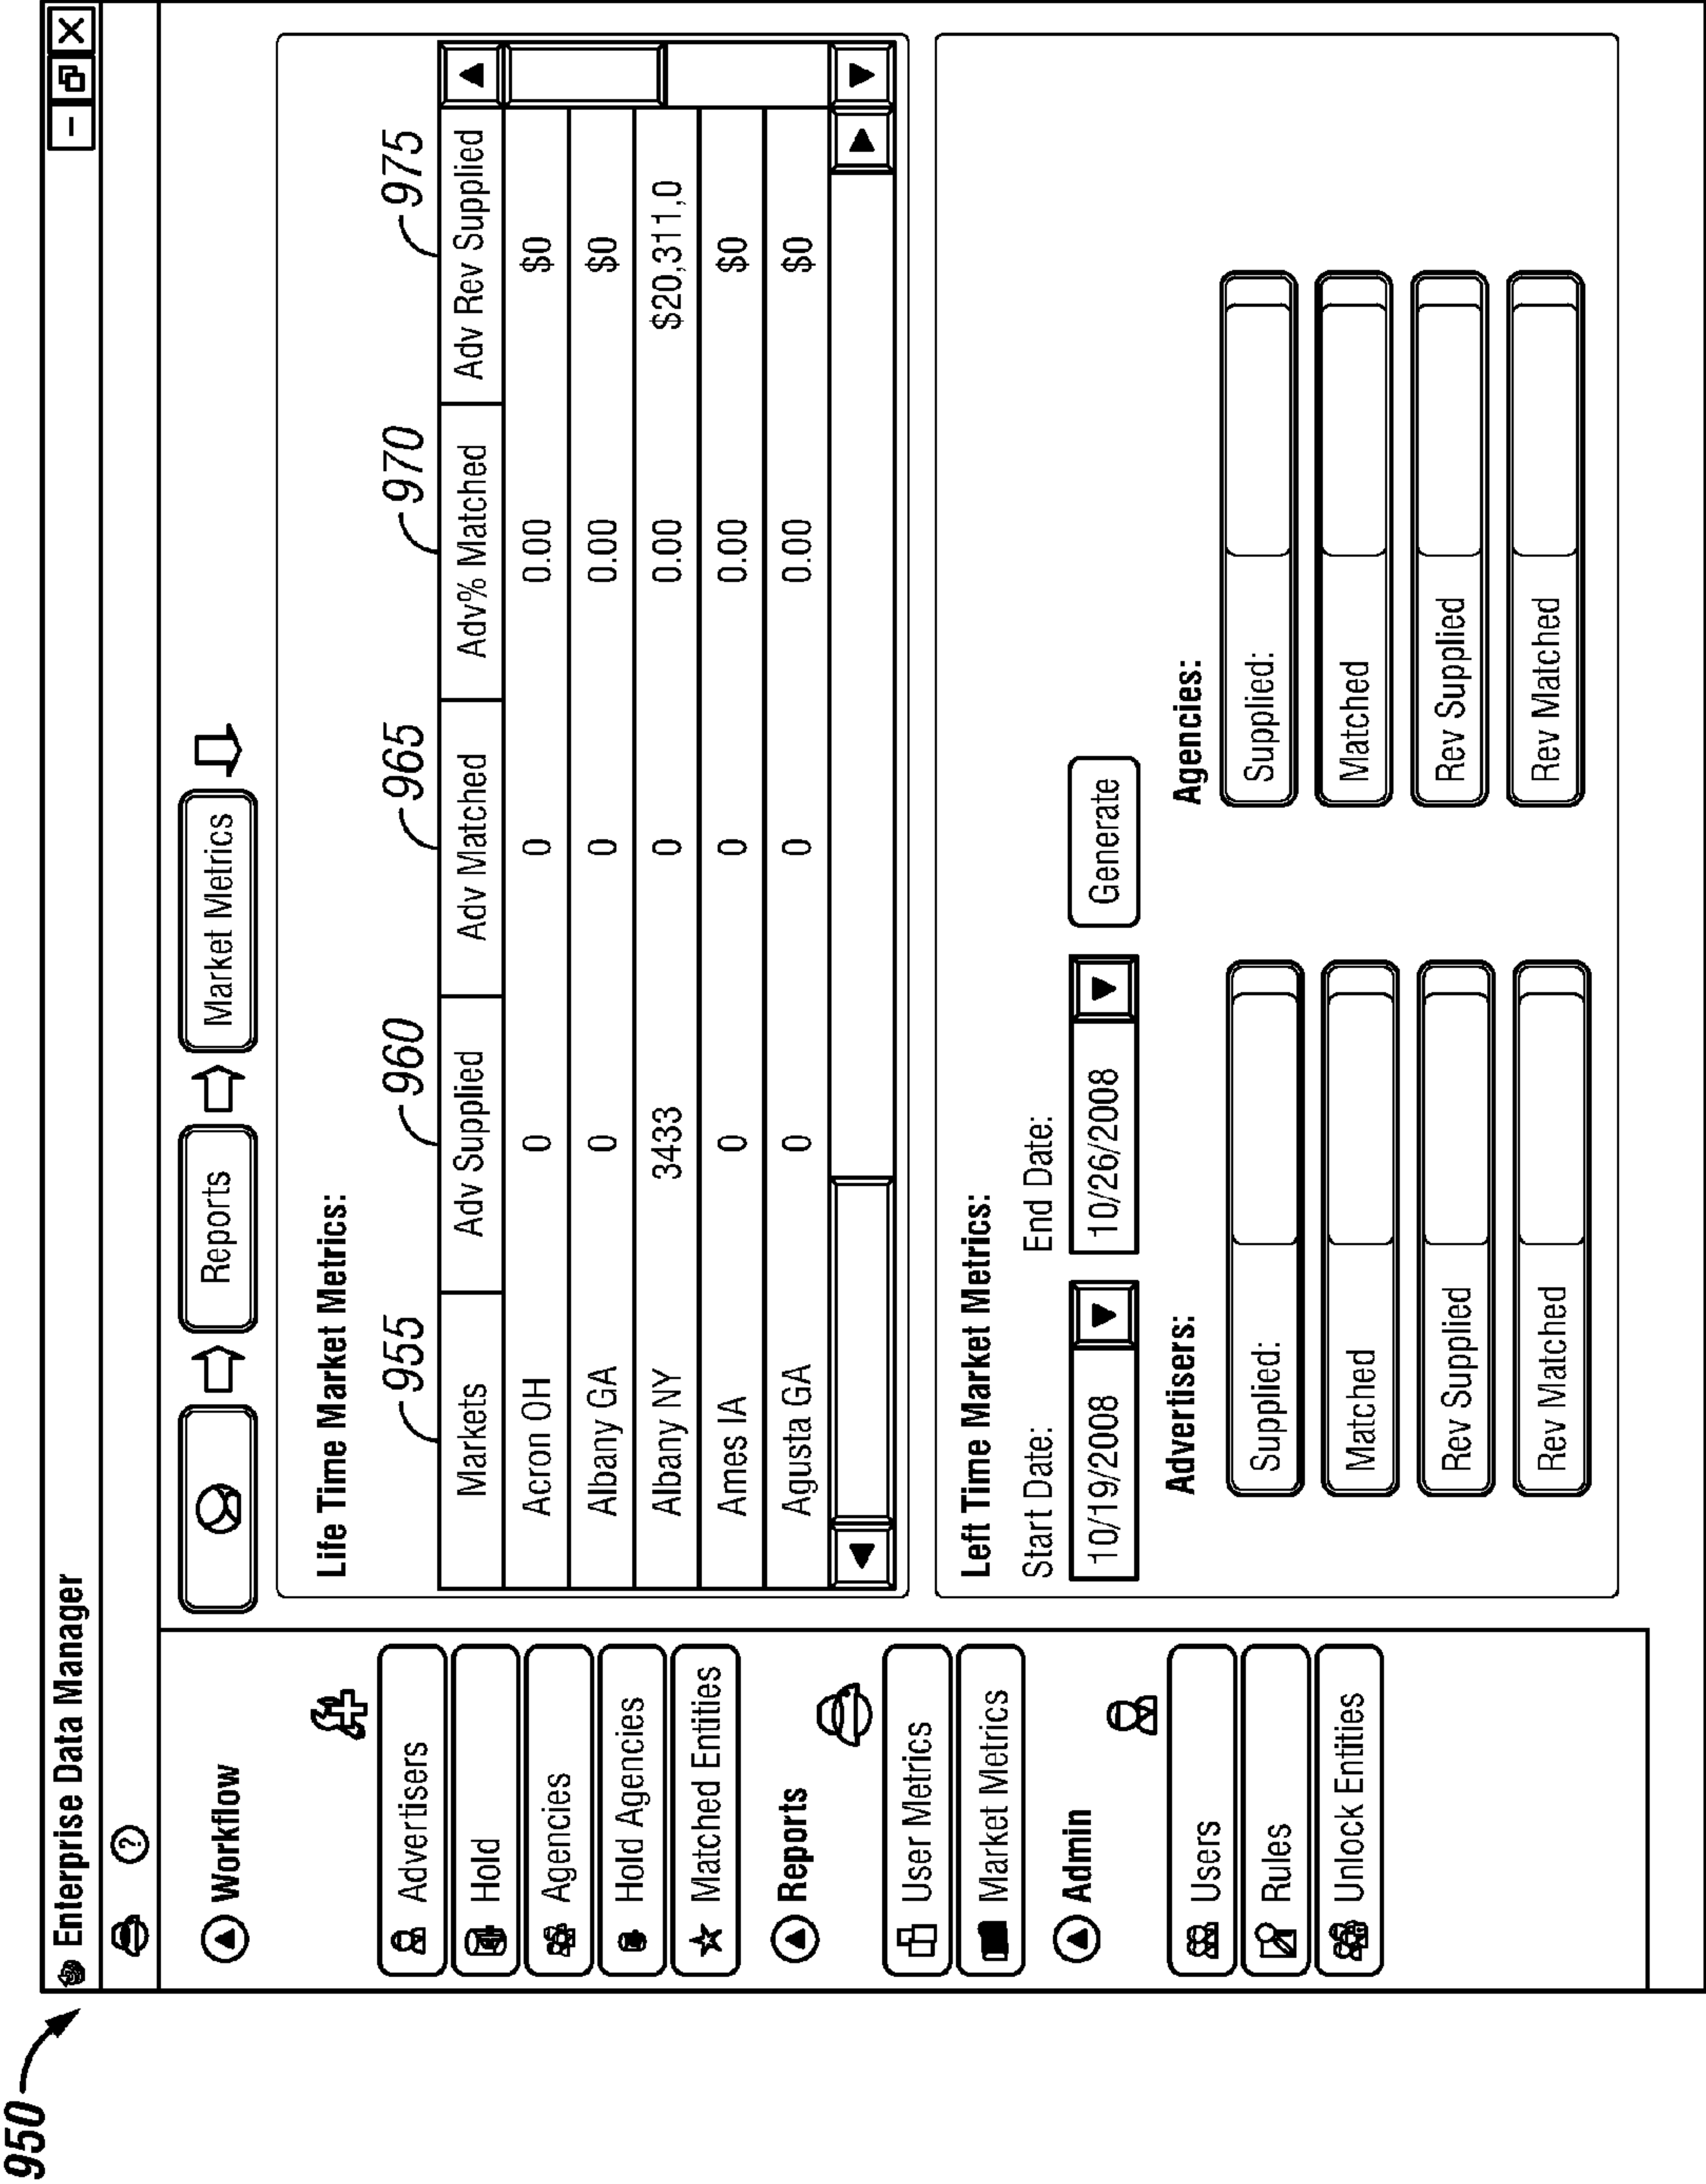 950
Enterprise Data Manager
?
Workflow
Advertisers
Hold
Agencies
Hold Agencies
Matched Entities
Reports
User Metrics
Market Metrics
Admin
Users
Rules
Unlock Entities
Reports Market Metrics
Life Time Market Metrics:
955 960 965 970 975
Markets Adv Supplied Adv Matched Adv% Matched Adv Rev Supplied
Acron OH 0 0 0.00 $0
Albany GA 0 0 0.00 $0
Albany NY 3433 0 0.00 $20,311,0
Ames IA 0 0 0.00 $0
Agusta GA 0 0 0.00 $0
Left Time Market Metrics:
Start Date: End Date:
10/19/2008 10/26/2008 Generate
Advertisers:
Supplied:
Matched
Rev Supplied
Rev Matched
Agencies:
Supplied:
Matched
Rev Supplied
Rev Matched